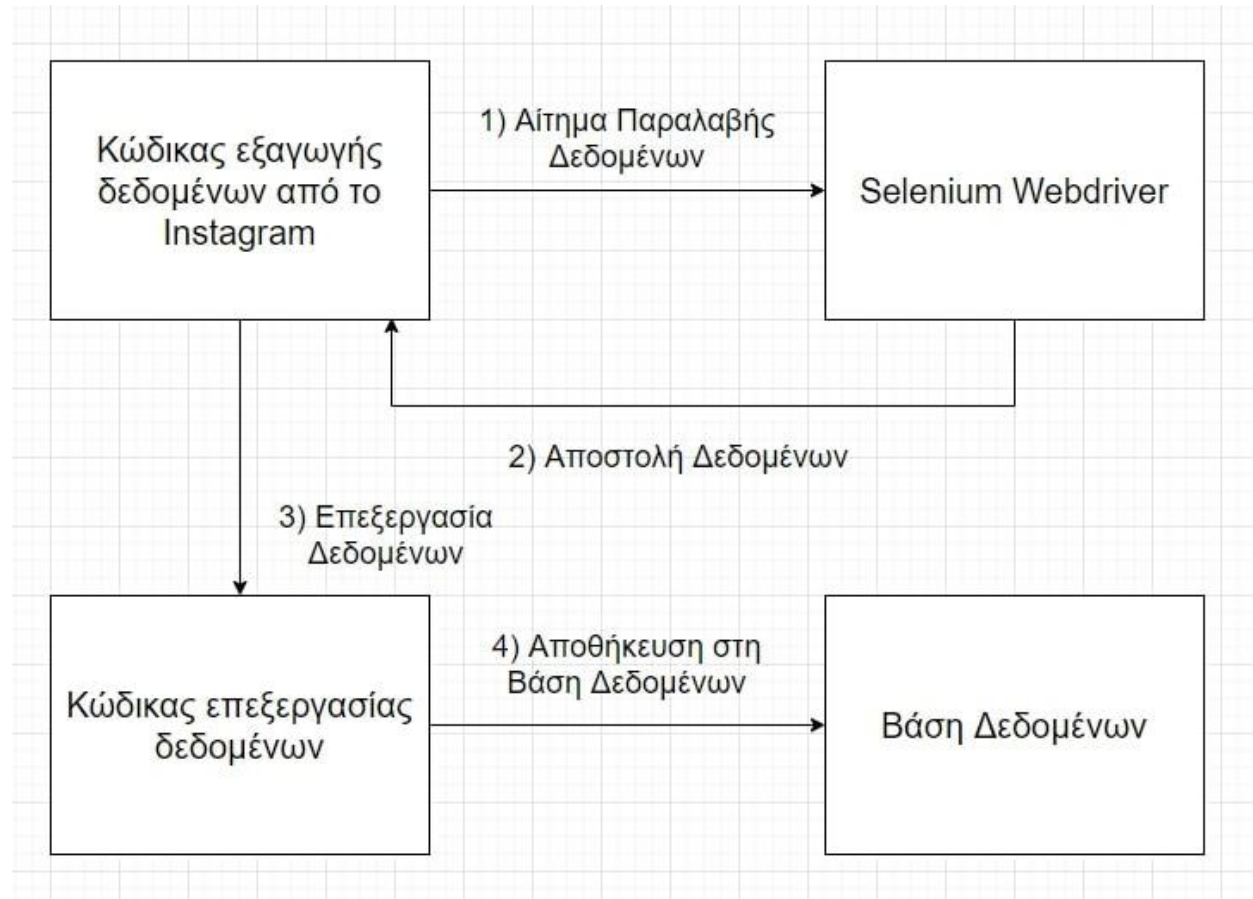 Κώδικας εξαγωγής
δεδομένων από το
Instagram
1) Αίτημα Παραλαβής
Δεδομένων
Selenium Webdriver
2) Αποστολή Δεδομένων
3) Επεξεργασία
Δεδομένων
Κώδικας επεξεργασίας
δεδομένων
4) Αποθήκευση στη
Βάση Δεδομένων
Βάση Δεδομένων